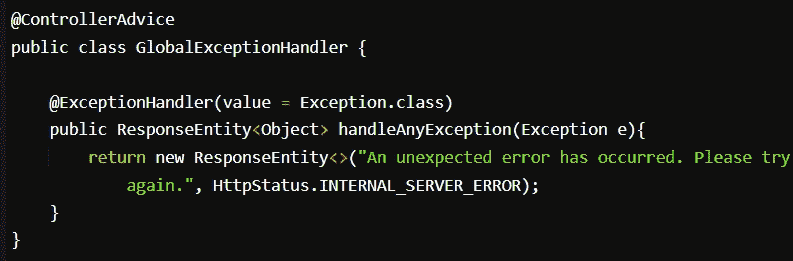 @ControllerAdvice
public class GlobalExceptionHandler {
@ExceptionHandler(value = Exception.class)
public ResponseEntity<Object> handleAnyException(Exception e){
return new ResponseEntity<>("An unexpected error has occurred. Please try
again.", HttpStatus.INTERNAL_SERVER_ERROR);
}
}